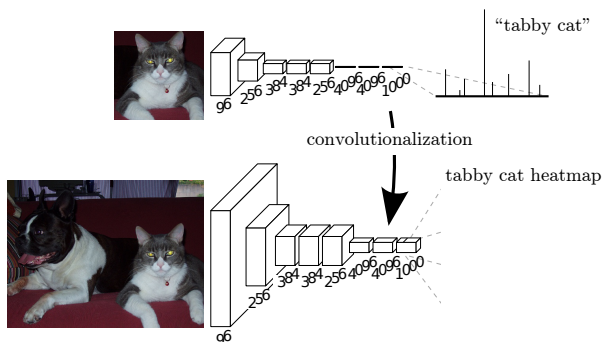 “tabby cat”
96 256 384 384 256 4096 4096 1000
convolutionalization
tabby cat heatmap
96 256 384 384 256 4096 4096 1000